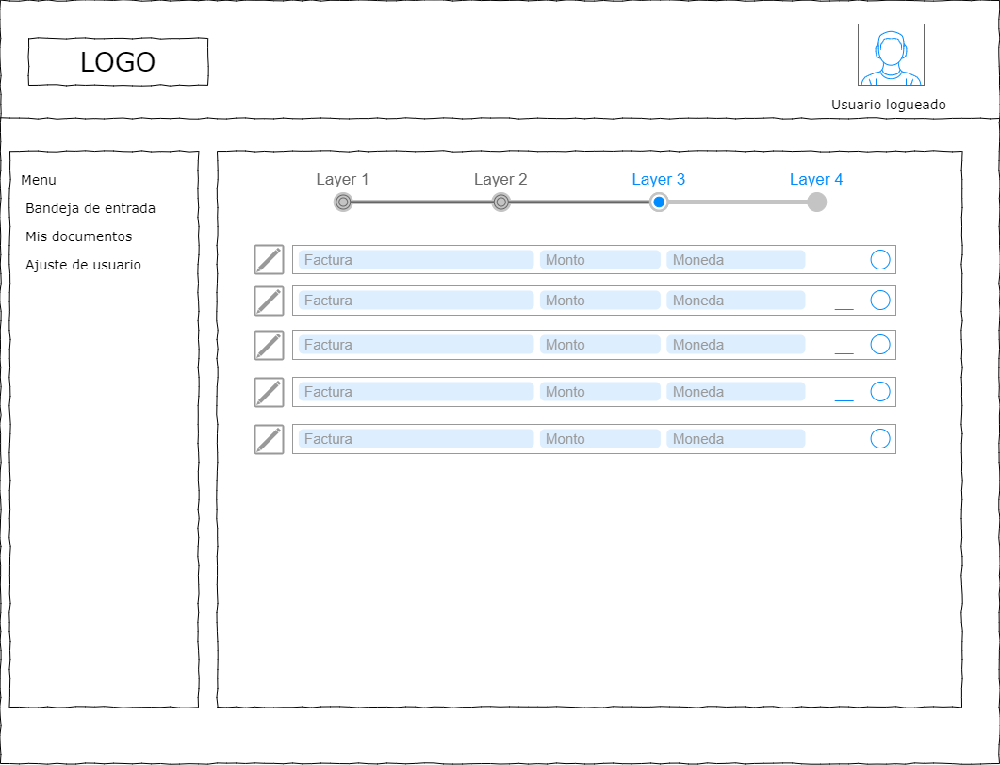 LOGO
Usuario logueado
Menu
Bandeja de entrada
Mis documentos
Ajuste de usuario
Layer 1 Layer 2 Layer 3 Layer 4
Factura Monto Moneda __
Factura Monto Moneda __
Factura Monto Moneda __
Factura Monto Moneda __
Factura Monto Moneda __